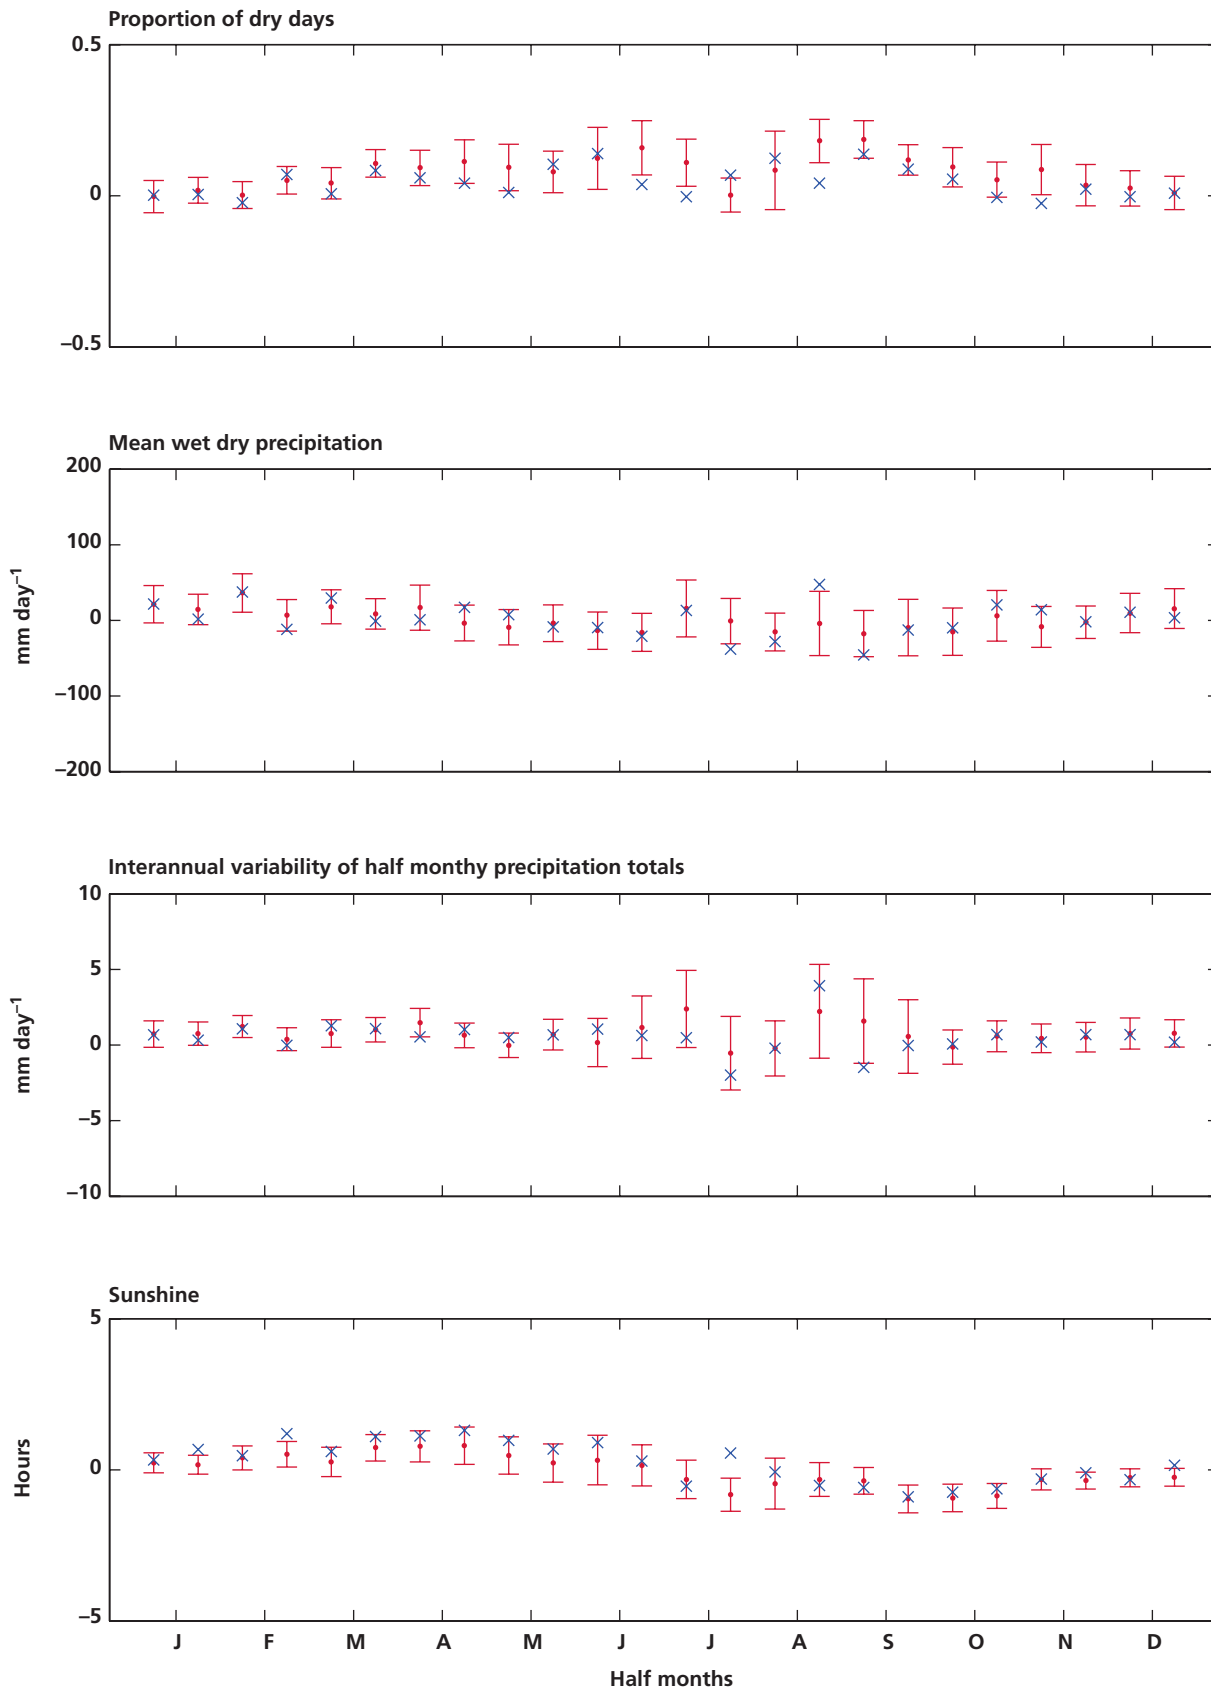 Proportion of dry days
0.5
0
–0.5
Mean wet dry precipitation
200
100
0
–100
–200
mm day–1
Interannual variability of half monthy precipitation totals
10
5
0
–5
–10
mm day–1
Sunshine
5
0
–5
Hours
J F M A M J J A S O N D
Half months